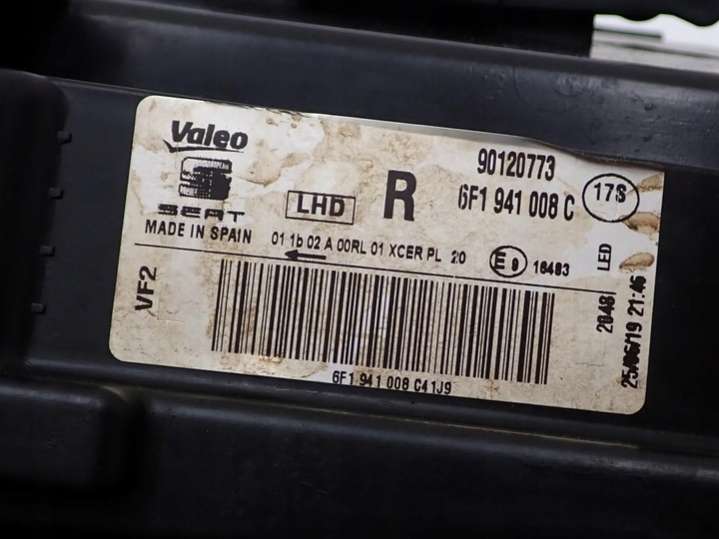 Valeo
SEAT
MADE IN SPAIN
LHD
R
90120773
6F1 941 008 C
17S
01 1b 02 A 00RL 01 XCER PL 20
E 9 16493
LED
VF2
2048
25/06/19 21:46
6F1 941 008 C41J9